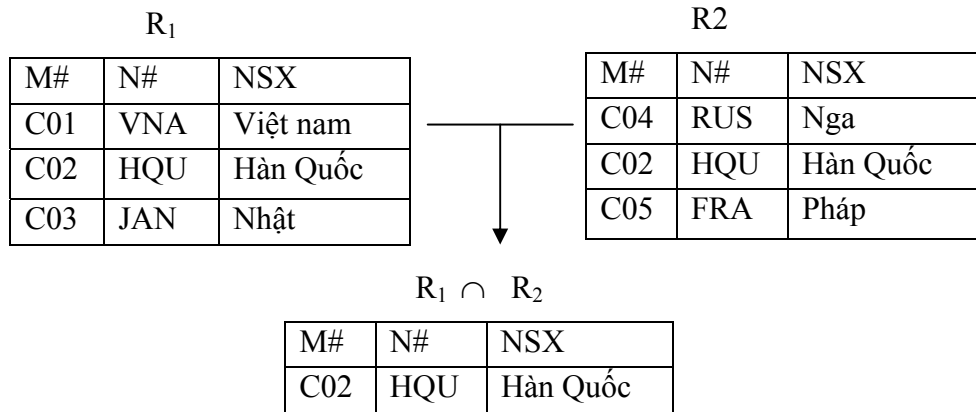 R1
M# N# NSX
C01 VNA Việt nam
C02 HQU Hàn Quốc
C03 JAN Nhật
R2
M# N# NSX
C04 RUS Nga
C02 HQU Hàn Quốc
C05 FRA Pháp
R1 ∩ R2
M# N# NSX
C02 HQU Hàn Quốc